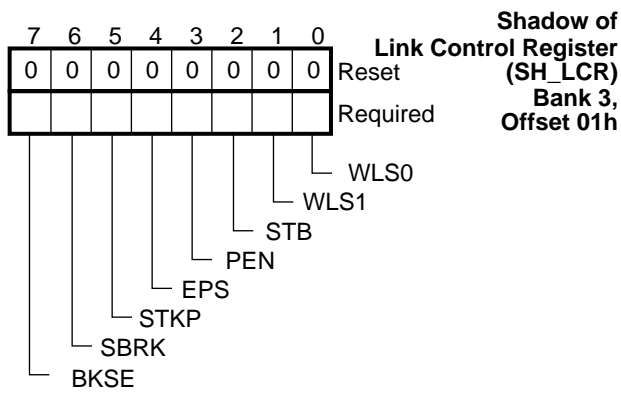 Shadow of
Link Control Register
(SH_LCR)
Bank 3,
Offset 01h
7 6 5 4 3 2 1 0
0 0 0 0 0 0 0 0 Reset
Required
WLS0
WLS1
STB
PEN
EPS
STKP
SBRK
BKSE